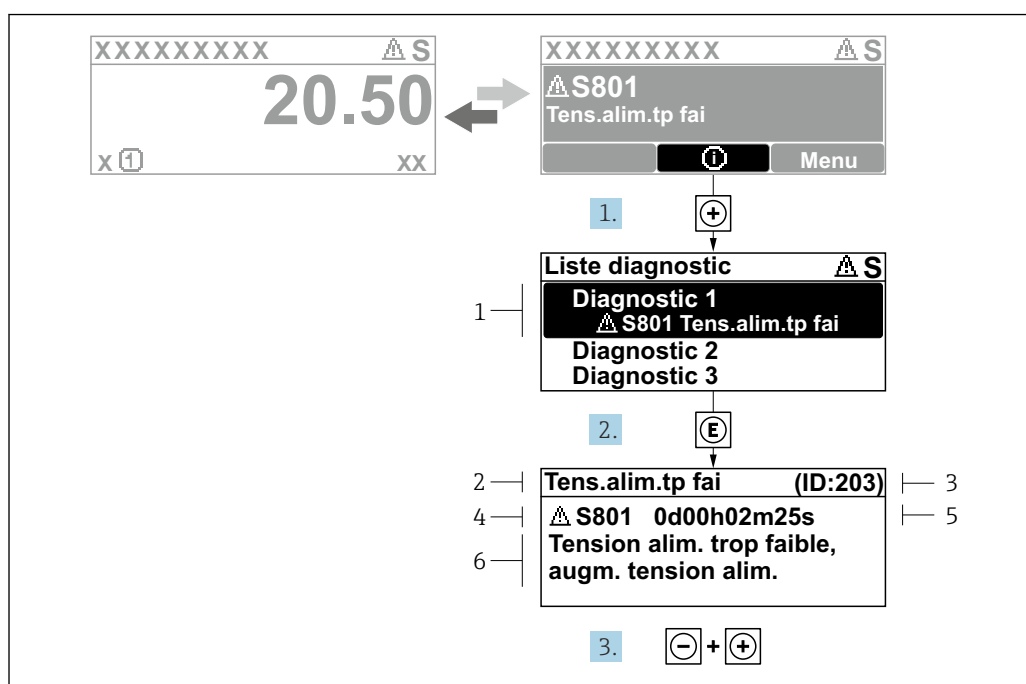 XXXXXXXXX ⚠ S
20.50
x ① xx
XXXXXXXXX ⚠ S
⚠ S801
Tens.alim.tp fai
ⓘ Menu
1. +
Liste diagnostic ⚠ S
1
Diagnostic 1
⚠ S801 Tens.alim.tp fai
Diagnostic 2
Diagnostic 3
2. E
2 Tens.alim.tp fai (ID:203) 3
4 ⚠ S801 0d00h02m25s 5
6
Tension alim. trop faible,
augm. tension alim.
3. − + +